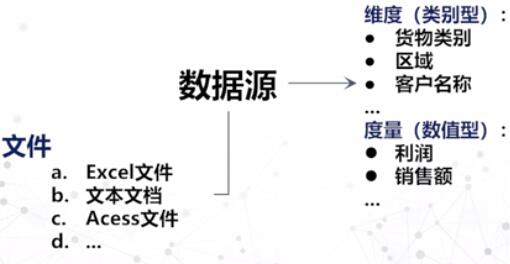 维度（类别型）:
● 货物类别
● 区域
● 客户名称
...
数据源
度量（数值型）:
● 利润
● 销售额
...
文件
a. Excel文件
b. 文本文档
c. Acess文件
d. ...